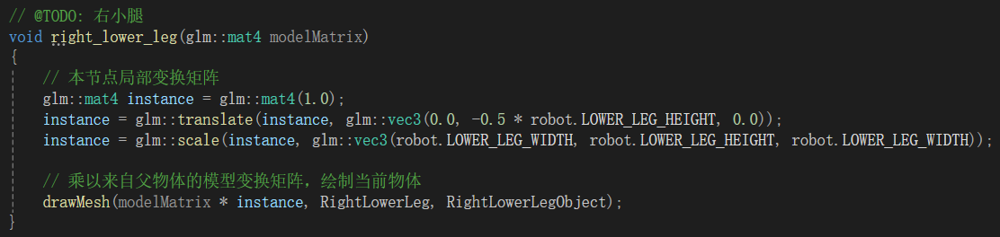 // @TODO: 右小腿
void right_lower_leg(glm::mat4 modelMatrix)
{
// 本节点局部变换矩阵
glm::mat4 instance = glm::mat4(1.0);
instance = glm::translate(instance, glm::vec3(0.0, -0.5 * robot.LOWER_LEG_HEIGHT, 0.0));
instance = glm::scale(instance, glm::vec3(robot.LOWER_LEG_WIDTH, robot.LOWER_LEG_HEIGHT, robot.LOWER_LEG_WIDTH));
// 乘以来自父物体的模型变换矩阵，绘制当前物体
drawMesh(modelMatrix * instance, RightLowerLeg, RightLowerLegObject);
}